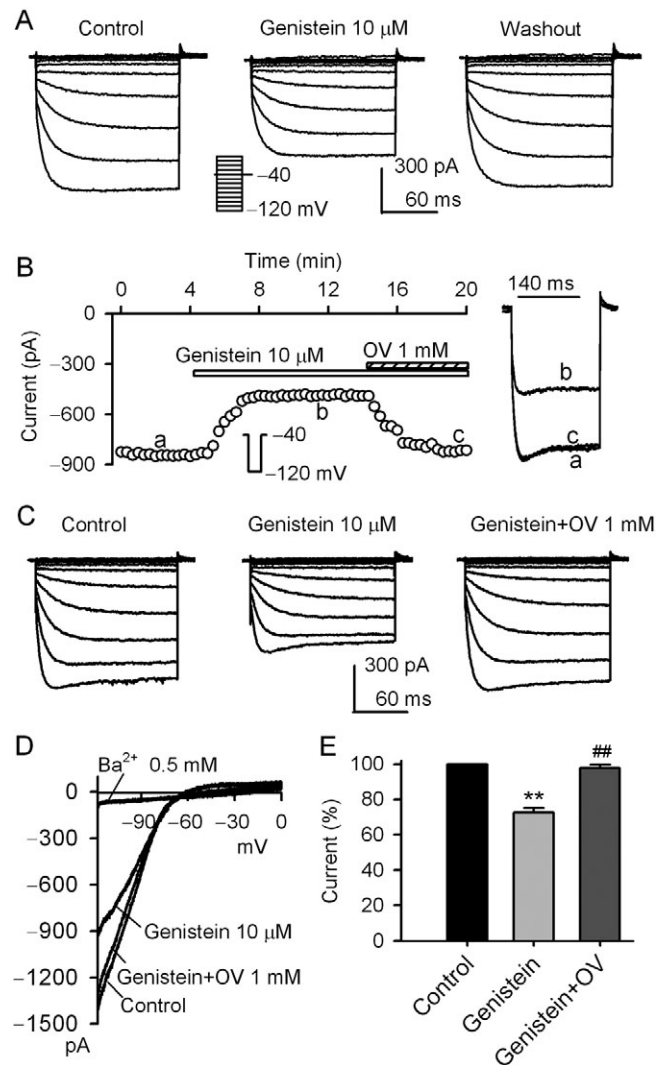 A
Control
Genistein 10 μM
Washout
−40
−120 mV
300 pA
60 ms
B
Time (min)
0 4 8 12 16 20
140 ms
0
−300
−600
−900
Current (pA)
Genistein 10 μM
OV 1 mM
a
b
c
−40
−120 mV
b
c
a
C
Control
Genistein 10 μM
Genistein+OV 1 mM
300 pA
60 ms
D
Ba2+ 0.5 mM
0
−300
−600
−900
−1200
−1500
pA
−90 −60 −30 0
mV
Genistein 10 μM
Genistein+OV 1 mM
Control
E
Current (%)
100
80
60
40
20
0
**
##
Control
Genistein
Genistein+OV